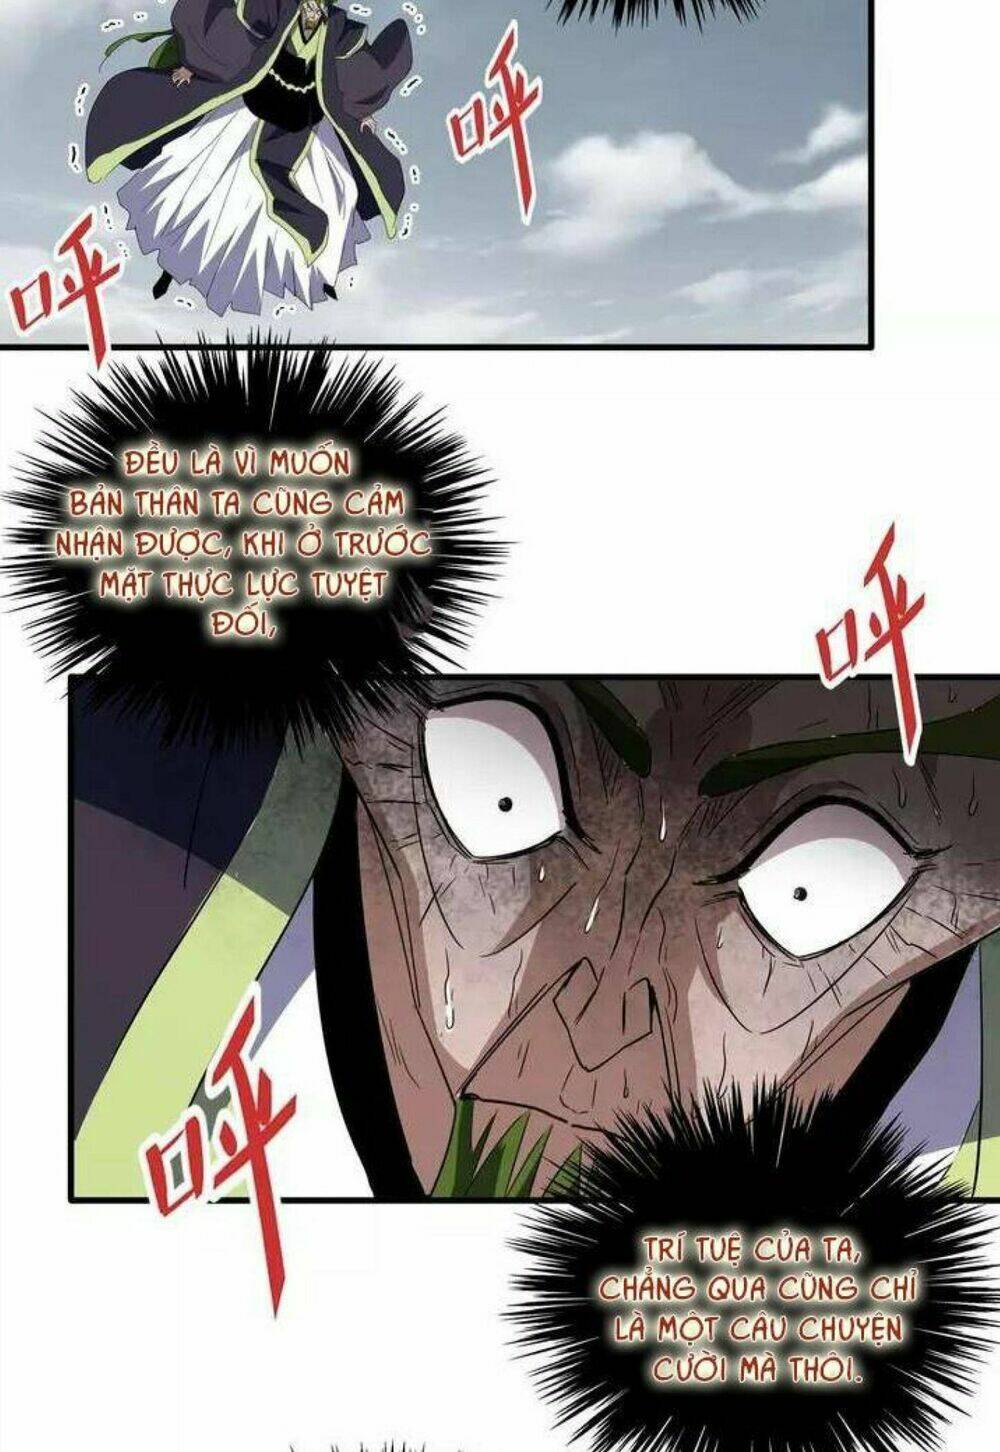 呼
呼
ĐỀU LÀ VÌ MUỐN
BẢN THÂN TA CŨNG CẢM
NHẬN ĐƯỢC, KHI Ở TRƯỚC
MẶT THỰC LỰC TUYỆT
ĐỐI,
呼
呼
TRÍ TUỆ CỦA TA,
CHẲNG QUA CŨNG CHỈ
LÀ MỘT CÂU CHUYỆN
CƯỜI MÀ THÔI.